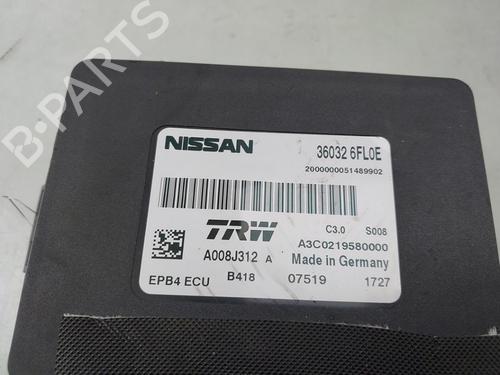 B-PARTS
NISSAN 36032 6FL0E
2000000051489902
TRW C3.0 S008
A3C0219580000
A008J312 A Made in Germany
EPB4 ECU B418 07519 1727